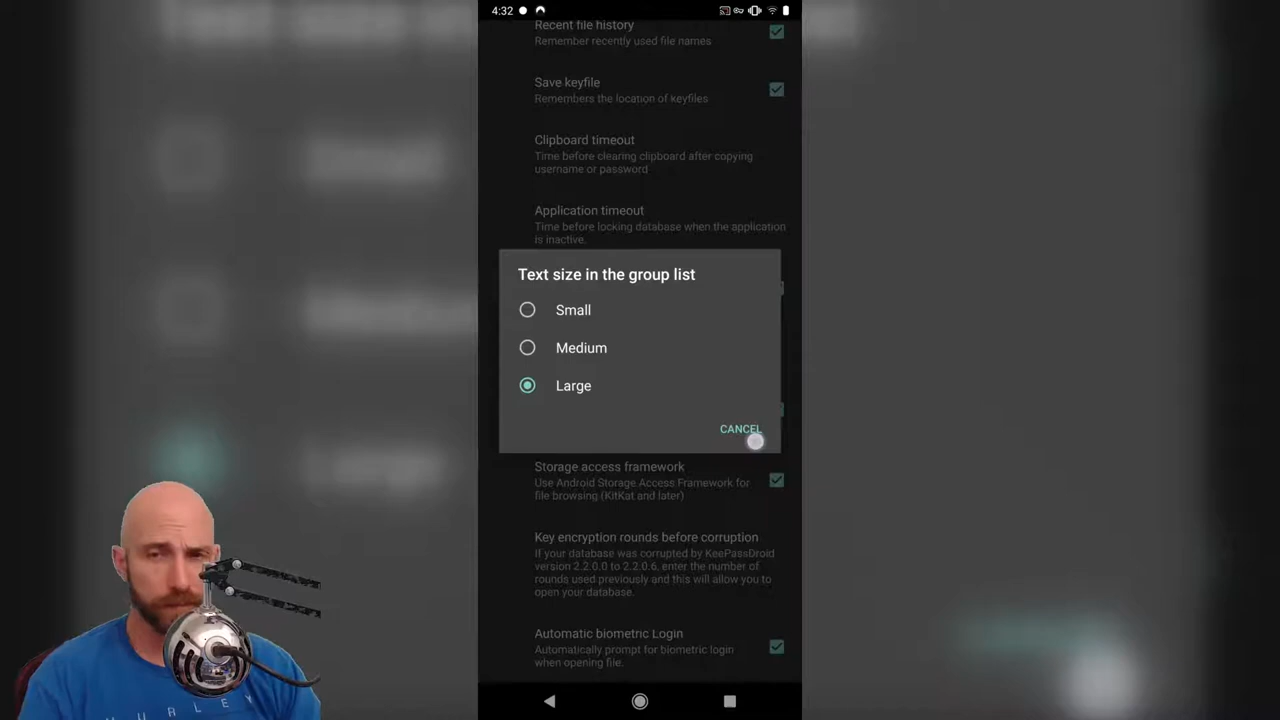 4:32
Recent file history
Remember recently used file names
Save keyfile
Remembers the location of keyfiles
Clipboard timeout
Time before clearing clipboard after copying
username or password
Application timeout
Time before locking database when the application
is inactive.
Text size in the group list
Small
Medium
Large
CANCEL
Storage access framework
Use Android Storage Access Framework for
file browsing (KitKat and later)
Key encryption rounds before corruption
If your database was corrupted by KeePassDroid
version 2.2.0.0 to 2.2.0.6, enter the number of
rounds used previously and this will allow you to
open your database.
Automatic biometric Login
Automatically prompt for biometric login
when opening file.
HURLEY